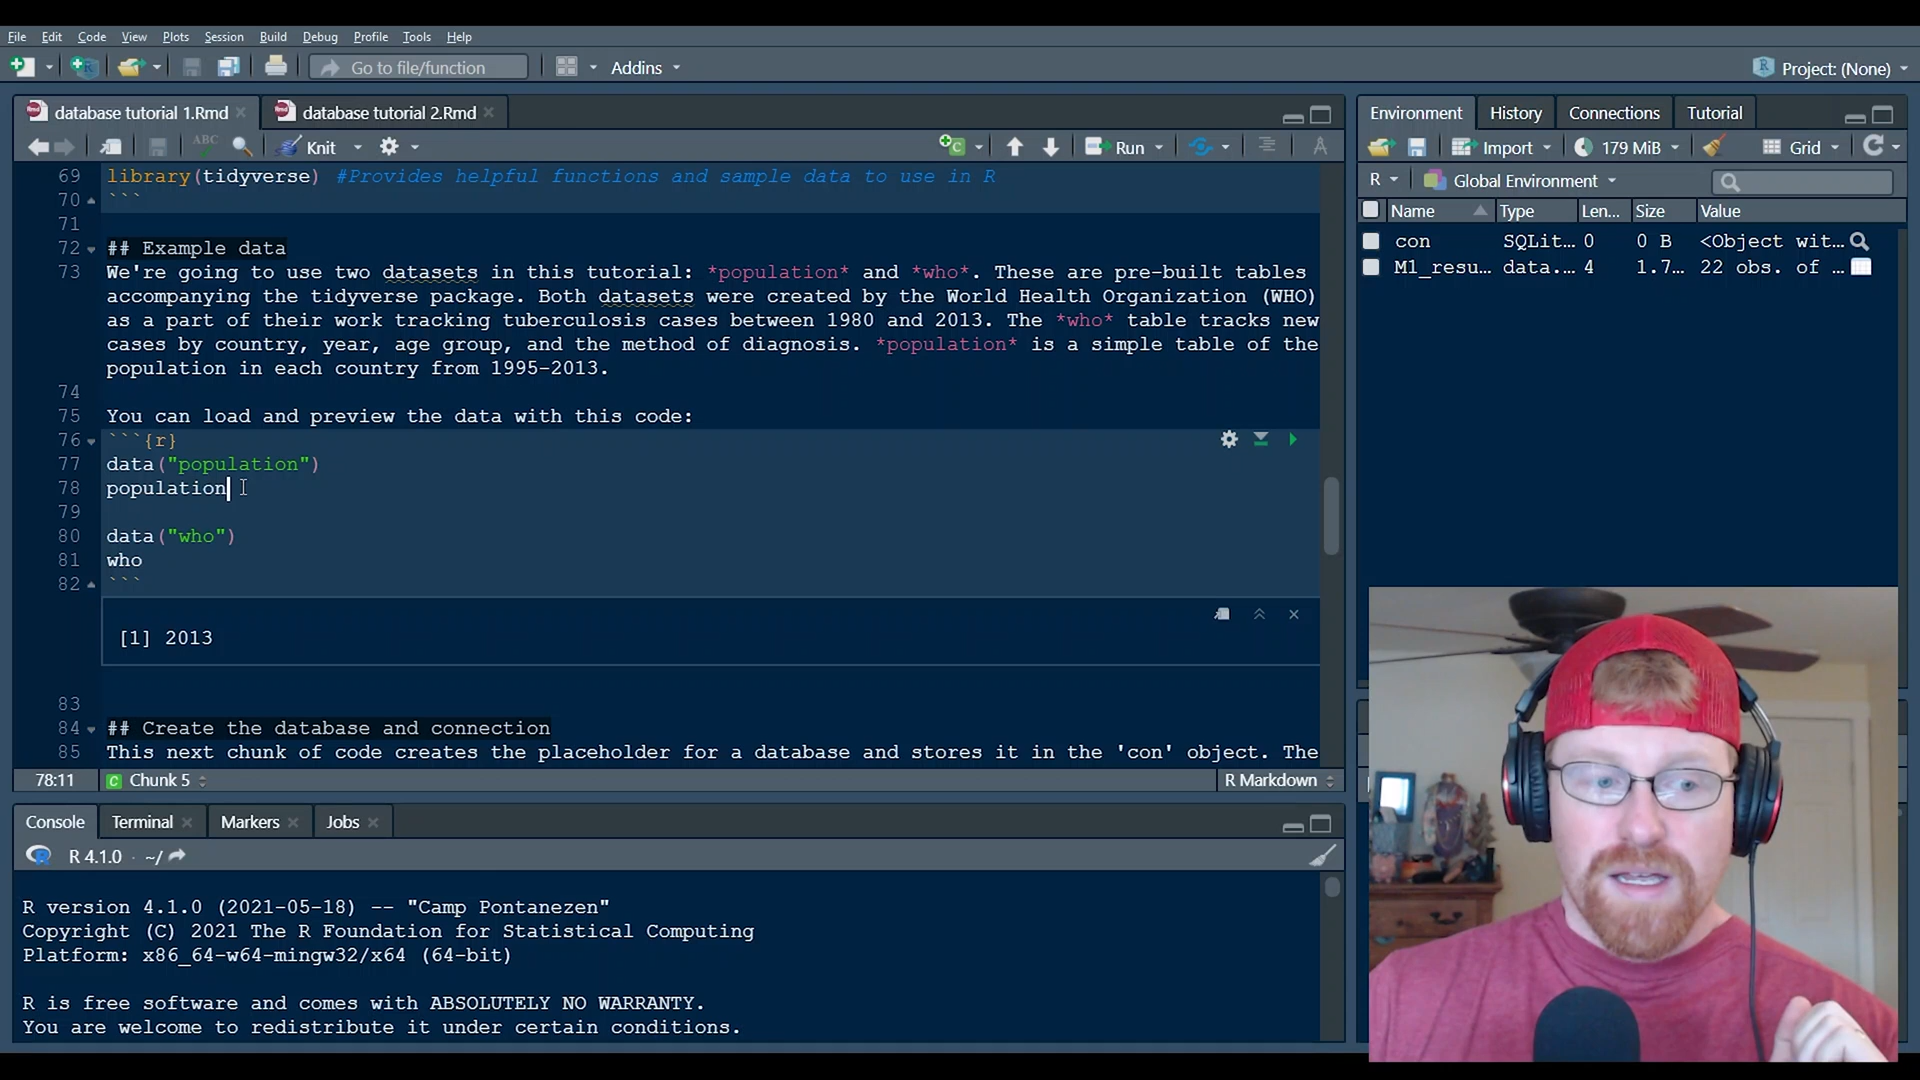 File Edit Code View Plots Session Build Debug Profile Tools Help
Go to file/function Addins Project: (None)
database tutorial 1.Rmd database tutorial 2.Rmd
ABC Knit Run
69 library(tidyverse) #Provides helpful functions and sample data to use in R
70 ```
71
72 ## Example data
73 We're going to use two datasets in this tutorial: *population* and *who*. These are pre-built tables
accompanying the tidyverse package. Both datasets were created by the World Health Organization (WHO)
as a part of their work tracking tuberculosis cases between 1980 and 2013. The *who* table tracks new
cases by country, year, age group, and the method of diagnosis. *population* is a simple table of the
population in each country from 1995-2013.
74
75 You can load and preview the data with this code:
76 ```{r}
77 data("population")
78 population
79
80 data("who")
81 who
82 ```
[1] 2013
83
84 ## Create the database and connection
85 This next chunk of code creates the placeholder for a database and stores it in the 'con' object. The
78:11 C Chunk 5 R Markdown
Console Terminal Markers Jobs
R 4.1.0 · ~/
R version 4.1.0 (2021-05-18) -- "Camp Pontanezen"
Copyright (C) 2021 The R Foundation for Statistical Computing
Platform: x86_64-w64-mingw32/x64 (64-bit)
R is free software and comes with ABSOLUTELY NO WARRANTY.
You are welcome to redistribute it under certain conditions.
Environment History Connections Tutorial
Import 179 MiB Grid
R Global Environment
Name Type Len... Size Value
con SQLit... 0 0 B <Object wit...
M1_resu... data.... 4 1.7... 22 obs. of ...